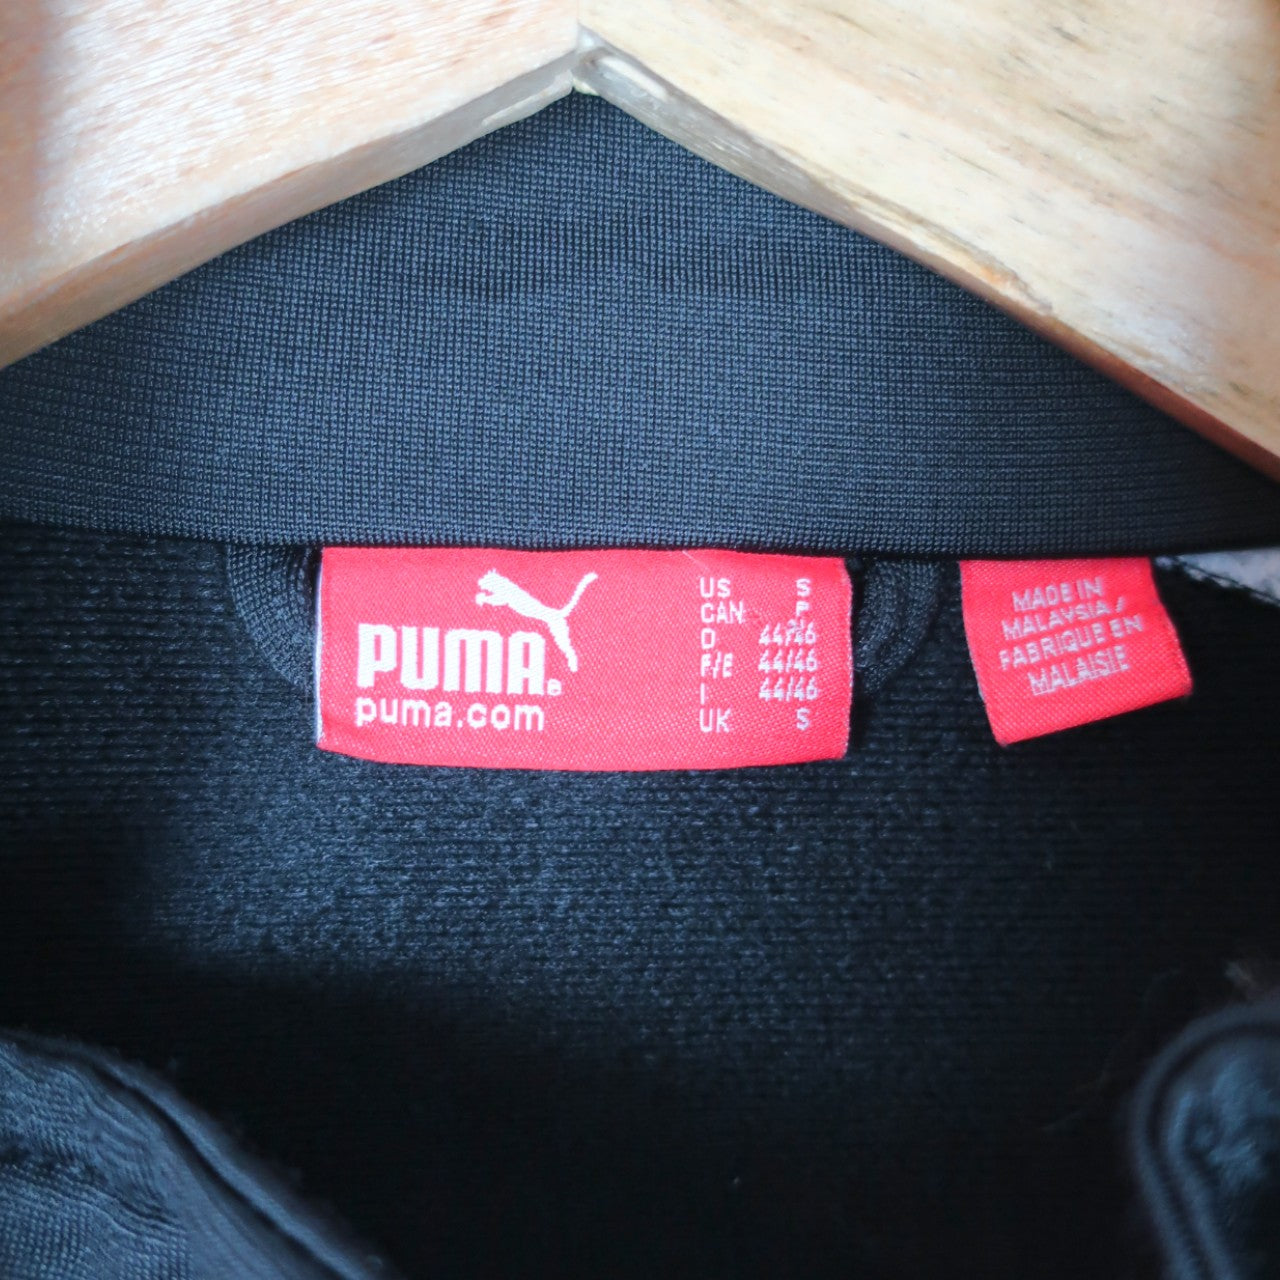 PUMA®
puma.com
US S
CAN P
D 44/46
F/E 44/46
I 44/46
UK S
MADE IN
MALAYSIA /
FABRIQUE EN
MALAISIE